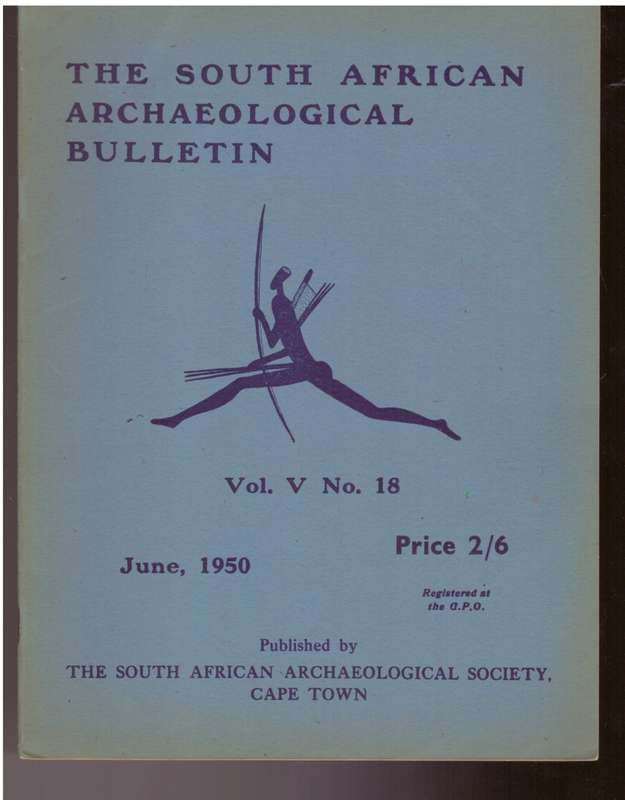 THE SOUTH AFRICAN
ARCHAEOLOGICAL
BULLETIN
Vol. V No. 18
Price 2/6
June, 1950
Registered at
the G.P.O.
Published by
THE SOUTH AFRICAN ARCHAEOLOGICAL SOCIETY,
CAPE TOWN